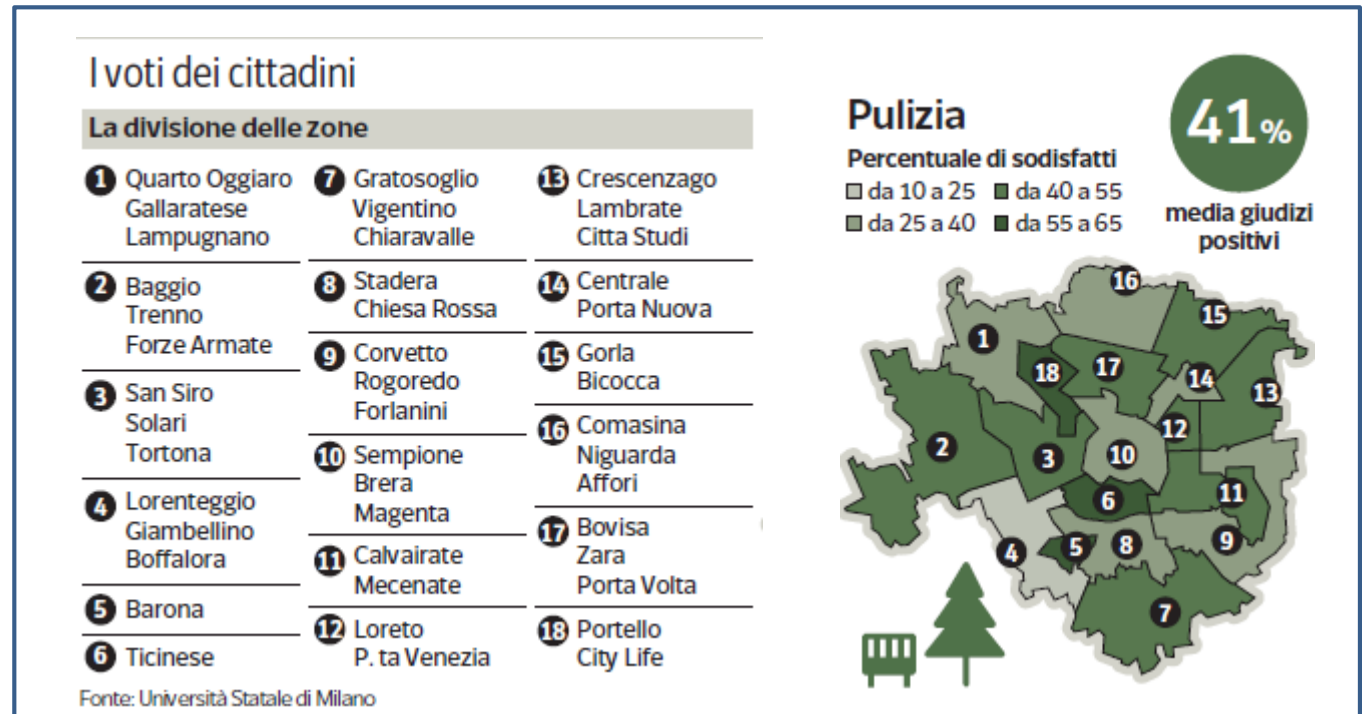 I voti dei cittadini
La divisione delle zone
1 Quarto Oggiaro
Gallaratese
Lampugnano
2 Baggio
Trenno
Forze Armate
3 San Siro
Solari
Tortona
4 Lorenteggio
Giambellino
Boffalora
5 Barona
6 Ticinese
7 Gratosoglio
Vigentino
Chiaravalle
8 Stadera
Chiesa Rossa
9 Corvetto
Rogoredo
Forlanini
10 Sempione
Brera
Magenta
11 Calvairate
Mecenate
12 Loreto
P. ta Venezia
13 Crescenzago
Lambrate
Citta Studi
14 Centrale
Porta Nuova
15 Gorla
Bicocca
16 Comasina
Niguarda
Affori
17 Bovisa
Zara
Porta Volta
18 Portello
City Life
Fonte: Università Statale di Milano
Pulizia
Percentuale di sodisfatti
da 10 a 25 da 40 a 55
da 25 a 40 da 55 a 65
41%
media giudizi
positivi
16
15
1
17
18
14
13
12
2
3
10
11
6
9
5
8
4
7